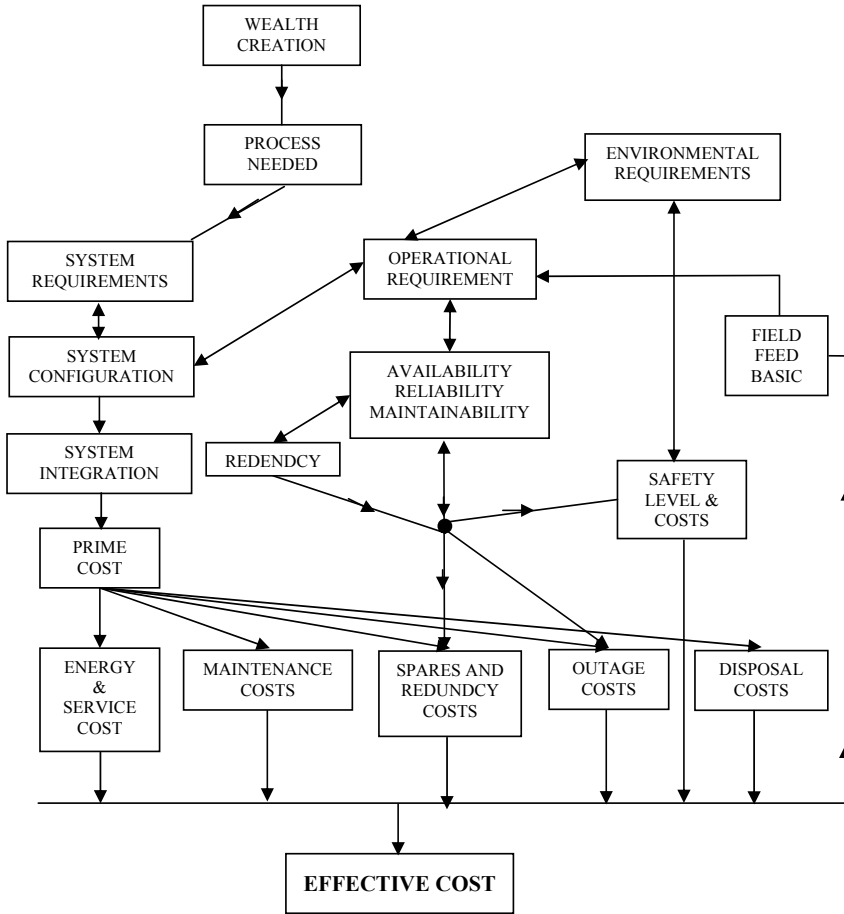 WEALTH
CREATION
PROCESS
NEEDED
ENVIRONMENTAL
REQUIREMENTS
SYSTEM
REQUIREMENTS
OPERATIONAL
REQUIREMENT
FIELD
FEED
BASIC
SYSTEM
CONFIGURATION
AVAILABILITY
RELIABILITY
MAINTAINABILITY
SYSTEM
INTEGRATION
REDENDCY
SAFETY
LEVEL &
COSTS
PRIME
COST
ENERGY
&
SERVICE
COST
MAINTENANCE
COSTS
SPARES AND
REDUNDCY
COSTS
OUTAGE
COSTS
DISPOSAL
COSTS
EFFECTIVE COST